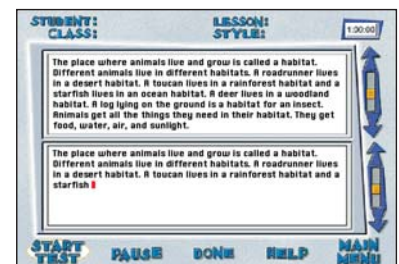 STUDENT: LESSON:
CLASS: STYLE:
1:00:00
The place where animals live and grow is called a habitat.
Different animals live in different habitats. A roadrunner lives
in a desert habitat. A toucan lives in a rainforest habitat and a
starfish lives in an ocean habitat. A deer lives in a woodland
habitat. A log lying on the ground is a habitat for an insect.
Animals get all the things they need in their habitat. They get
food, water, air, and sunlight.
The place where animals live and grow is called a habitat.
Different animals live in different habitats. A roadrunner lives
in a desert habitat. A toucan lives in a rainforest habitat and a
starfish
START TEST PAUSE DONE HELP MAIN MENU